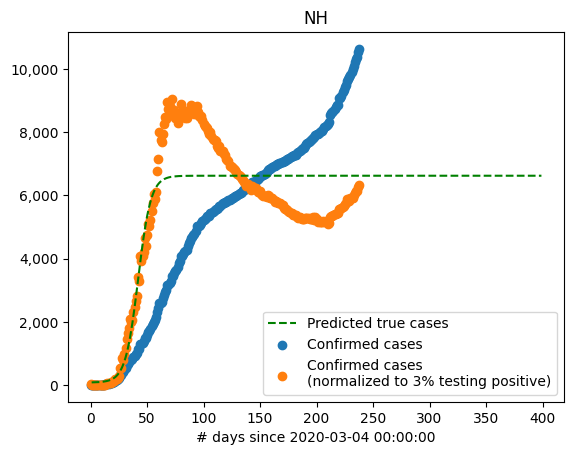 NH
10,000
8,000
6,000
4,000
2,000
0
0 50 100 150 200 250 300 350 400
# days since 2020-03-04 00:00:00
Predicted true cases
Confirmed cases
Confirmed cases
(normalized to 3% testing positive)